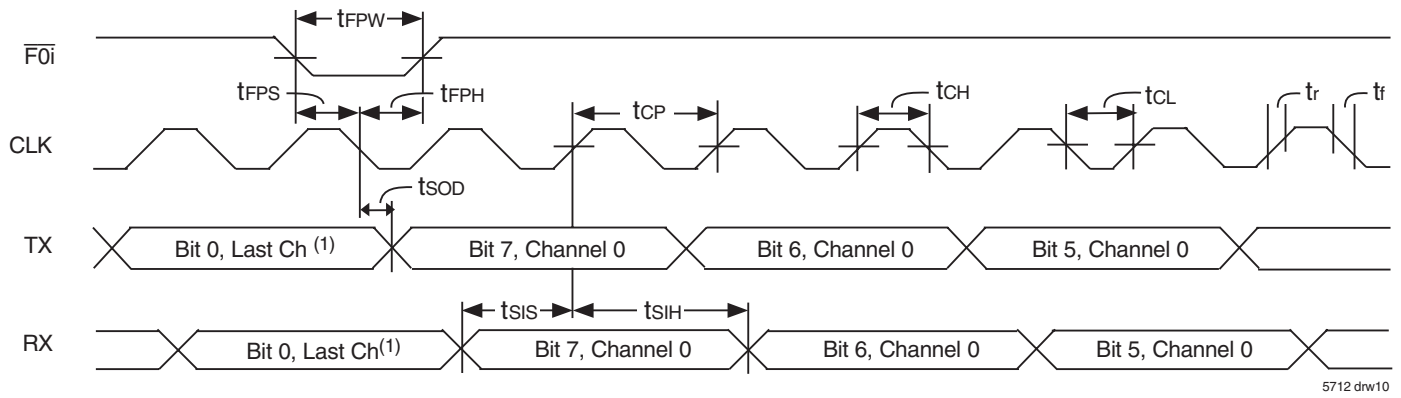 tFPW
F0i
tFPS
tFPH
tCP
tCH
tCL
tr
tf
CLK
tSOD
TX
Bit 0, Last Ch (1)
Bit 7, Channel 0
Bit 6, Channel 0
Bit 5, Channel 0
tSIS
tSIH
RX
Bit 0, Last Ch(1)
Bit 7, Channel 0
Bit 6, Channel 0
Bit 5, Channel 0
5712 drw10